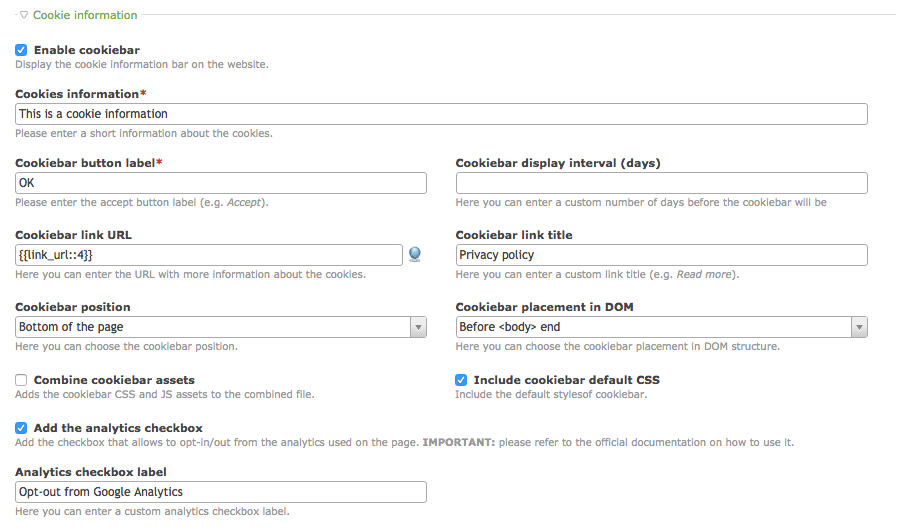 Cookie information
Enable cookiebar
Display the cookie information bar on the website.
Cookies information*
This is a cookie information
Please enter a short information about the cookies.
Cookiebar button label*
Cookiebar display interval (days)
OK
Please enter the accept button label (e.g. Accept).
Here you can enter a custom number of days before the cookiebar will be
Cookiebar link URL
Cookiebar link title
{{link_url::4}}
Privacy policy
Here you can enter the URL with more information about the cookies.
Here you can enter a custom link title (e.g. Read more).
Cookiebar position
Cookiebar placement in DOM
Bottom of the page
Before <body> end
Here you can choose the cookiebar position.
Here you can choose the cookiebar placement in DOM structure.
Combine cookiebar assets
Include cookiebar default CSS
Adds the cookiebar CSS and JS assets to the combined file.
Include the default stylesof cookiebar.
Add the analytics checkbox
Add the checkbox that allows to opt-in/out from the analytics used on the page. IMPORTANT: please refer to the official documentation on how to use it.
Analytics checkbox label
Opt-out from Google Analytics
Here you can enter a custom analytics checkbox label.